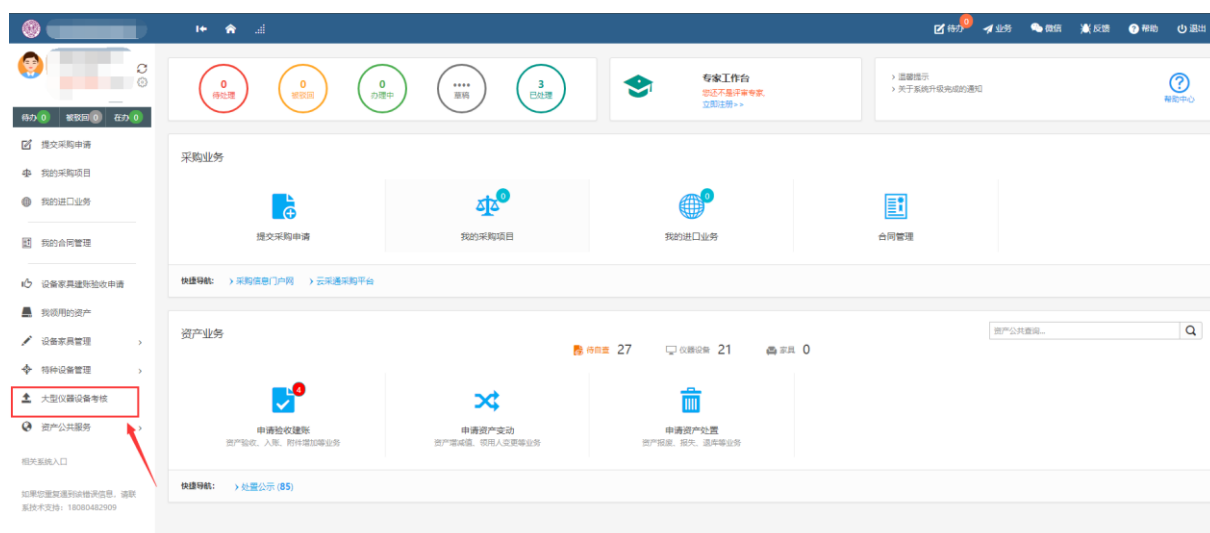 待办 0 业务 微信 反馈 帮助 退出
待办 0 被驳回 0 在办 0
提交采购申请
我的采购项目
我的进口业务
我的合同管理
设备家具建账验收申请
我领用的资产
设备家具管理
特种设备管理
大型仪器设备考核
资产公共服务
相关系统入口
如果您重复遇到该错误信息，请联
系技术支持：18080482909
0
待处理
0
被驳回
0
办理中
••••
草稿
3
已处理
专家工作台
您还不是评审专家,
立即注册>>
温馨提示
关于系统升级完成的通知
帮助中心
采购业务
提交采购申请
0
我的采购项目
0
我的进口业务
合同管理
快捷导航: 采购信息门户网 云采通采购平台
资产业务
资产公共查询...
待自查 27 仪器设备 21 家具 0
4
申请验收建账
资产验收、入账、附件增加等业务
申请资产变动
资产增减值、领用人变更等业务
申请资产处置
资产报废、报失、退库等业务
快捷导航: 处置公示 (85)